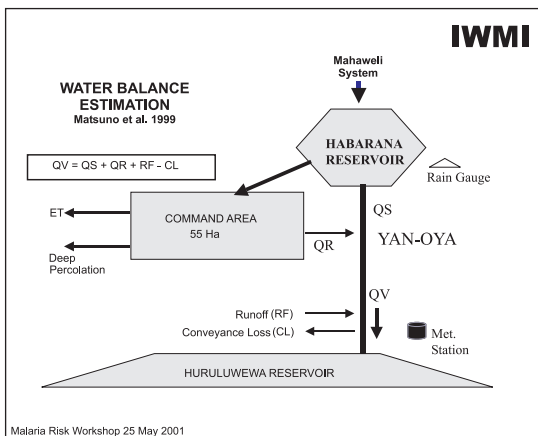 IWMI
Mahaweli
System
WATER BALANCE
ESTIMATION
Matsuno et al. 1999
HABARANA
RESERVOIR
QV = QS + QR + RF - CL
Rain Gauge
ET
COMMAND AREA
55 Ha
QS
YAN-OYA
QR
Deep
Percolation
QV
Runoff (RF)
Conveyance Loss (CL)
Met.
Station
HURULUWEWA RESERVOIR
Malaria Risk Workshop 25 May 2001